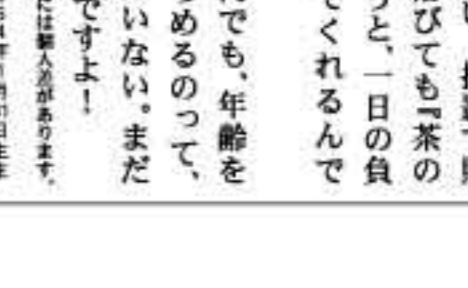 びても『茶の
っと、一日の負
てくれるんで
でも、年齢を
めるのって、
いない。まだ
ですよ！
には個人差があります。